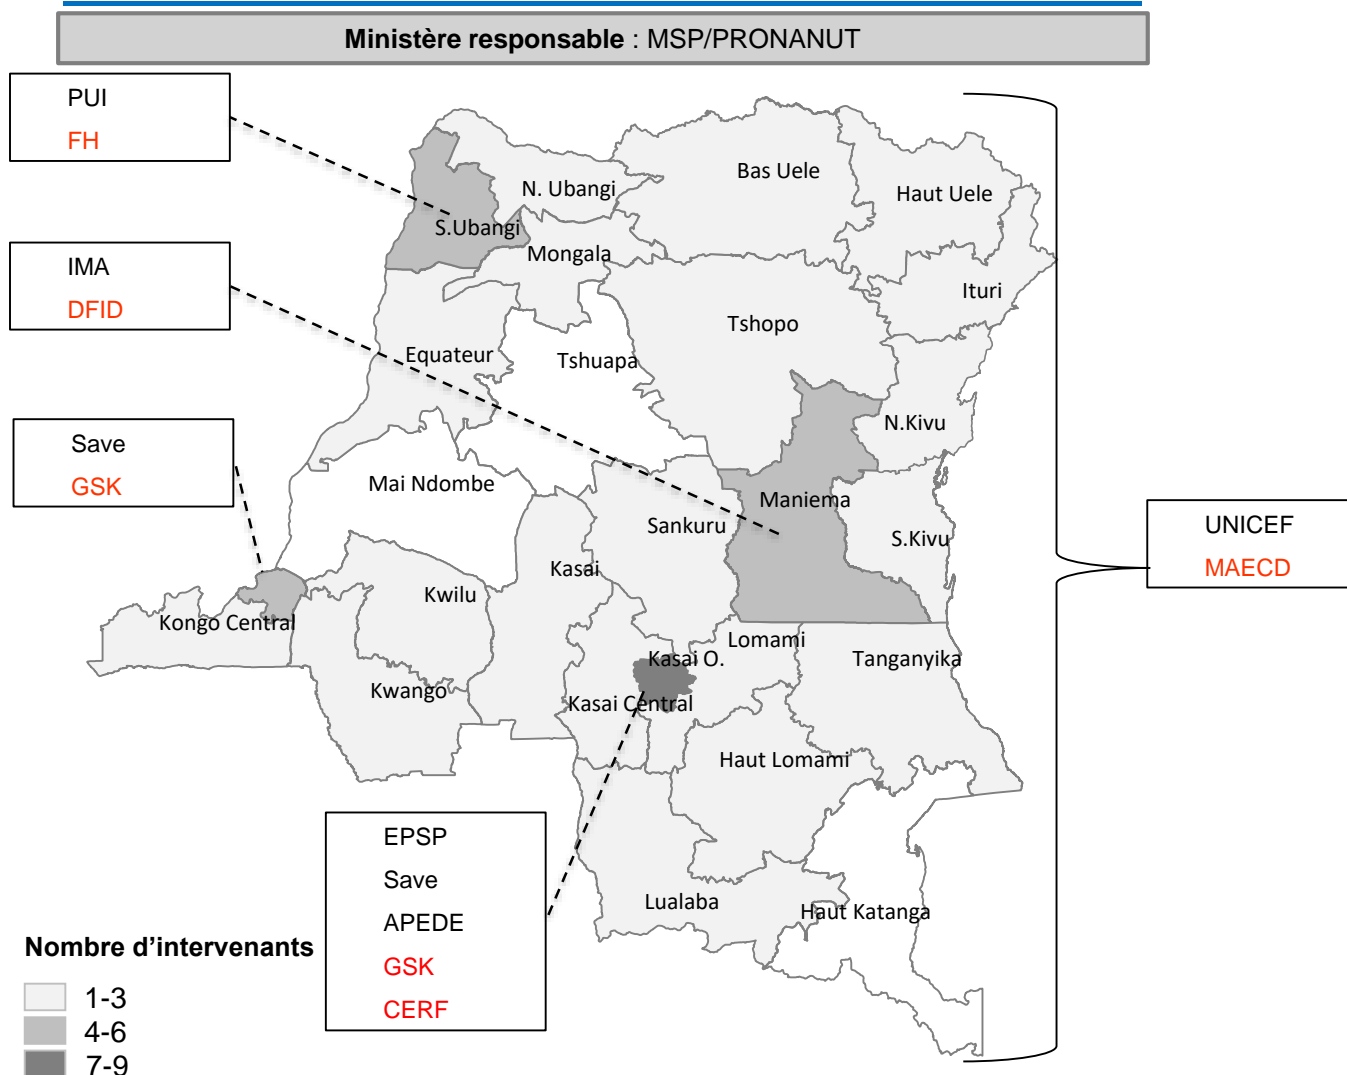 Ministère responsable : MSP/PRONANUT
PUI
FH
IMA
DFID
Save
GSK
N. Ubangi
Bas Uele
Haut Uele
S.Ubangi
Mongala
Ituri
Tshopo
Equateur
Tshuapa
N.Kivu
Mai Ndombe
Maniema
Sankuru
S.Kivu
Kasai
Kwilu
Kongo Central
Lomami
Kasai O.
Tanganyika
Kwango
Kasai Central
Haut Lomami
Lualaba
Haut Katanga
UNICEF
MAECD
EPSP
Save
APEDE
GSK
CERF
Nombre d’intervenants
1-3
4-6
7-9